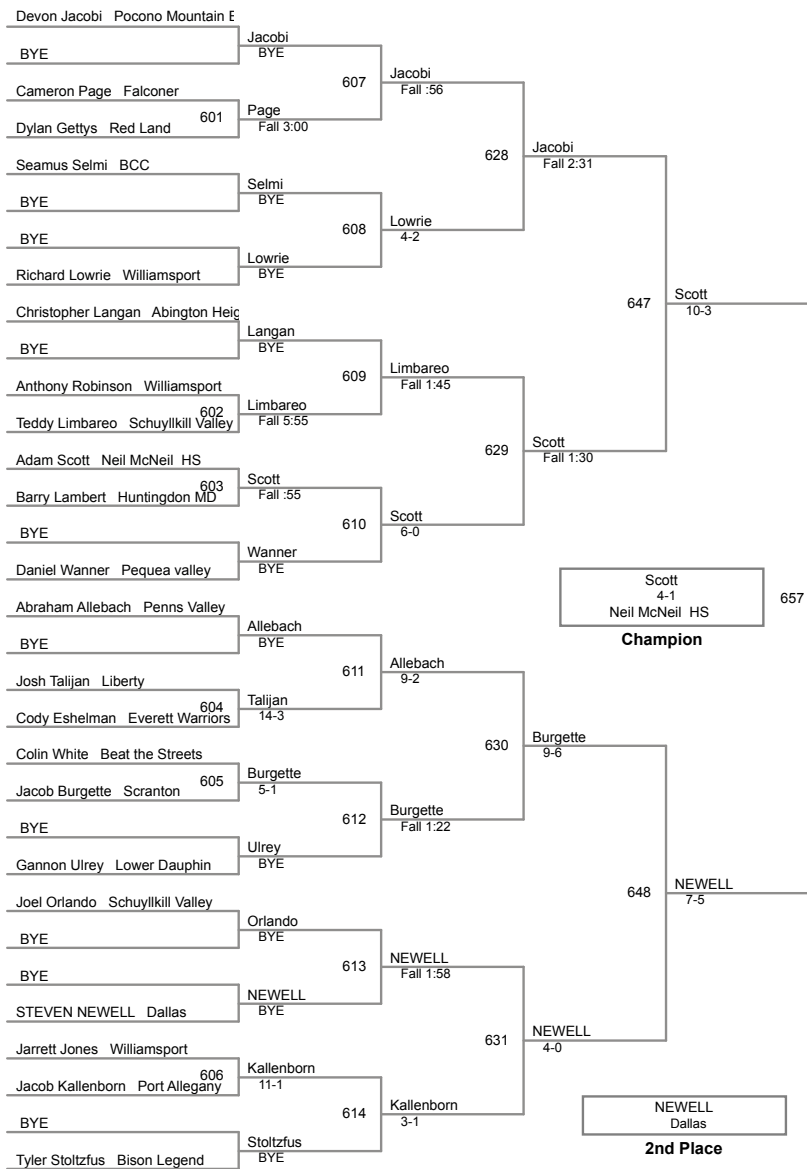 Devon Jacobi Pocono Mountain E
Jacobi
BYE
BYE
607
Jacobi
Fall :56
Cameron Page Falconer
601
Page
Fall 3:00
Dylan Gettys Red Land
628
Jacobi
Fall 2:31
Seamus Selmi BCC
Selmi
BYE
BYE
608
Lowrie
4-2
BYE
Lowrie
BYE
Richard Lowrie Williamsport
647
Scott
10-3
Christopher Langan Abington Heig
Langan
BYE
BYE
609
Limbareo
Fall 1:45
Anthony Robinson Williamsport
602
Limbareo
Fall 5:55
Teddy Limbareo Schuyllkill Valley
629
Scott
Fall 1:30
Adam Scott Neil McNeil HS
603
Scott
Fall :55
Barry Lambert Huntingdon MD
610
Scott
6-0
BYE
Wanner
BYE
Daniel Wanner Pequea valley
Scott
4-1
Neil McNeil HS
657
Champion
Abraham Allebach Penns Valley
Allebach
BYE
BYE
611
Allebach
9-2
Josh Talijan Liberty
604
Talijan
14-3
Cody Eshelman Everett Warriors
630
Burgette
9-6
Colin White Beat the Streets
605
Burgette
5-1
Jacob Burgette Scranton
612
Burgette
Fall 1:22
BYE
Ulrey
BYE
Gannon Ulrey Lower Dauphin
648
NEWELL
7-5
Joel Orlando Schuyllkill Valley
Orlando
BYE
BYE
613
NEWELL
Fall 1:58
BYE
NEWELL
BYE
STEVEN NEWELL Dallas
631
NEWELL
4-0
Jarrett Jones Williamsport
606
Kallenborn
11-1
Jacob Kallenborn Port Allegany
614
Kallenborn
3-1
BYE
Stoltzfus
BYE
Tyler Stoltzfus Bison Legend
NEWELL
Dallas
2nd Place